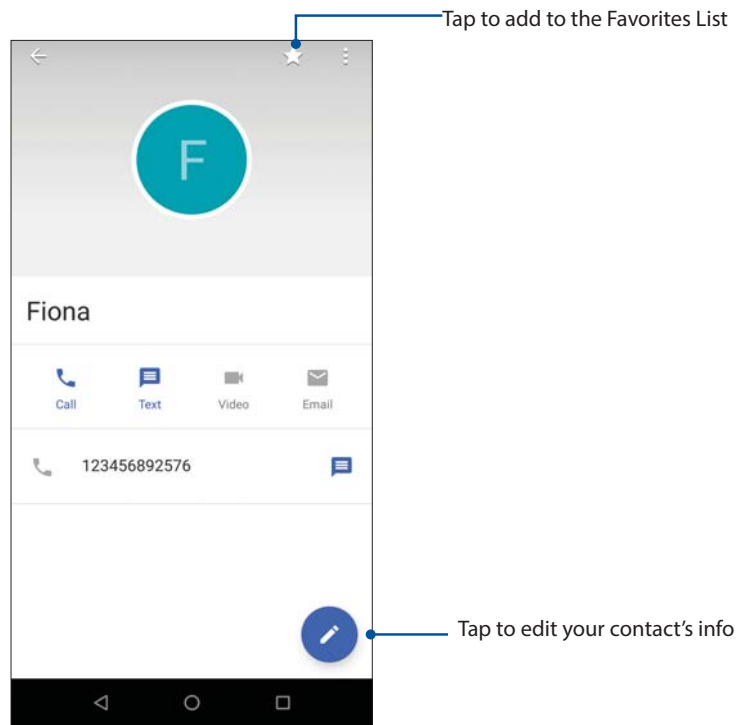 Tap to add to the Favorites List
F
Fiona
Call Text Video Email
123456892576
Tap to edit your contact’s info